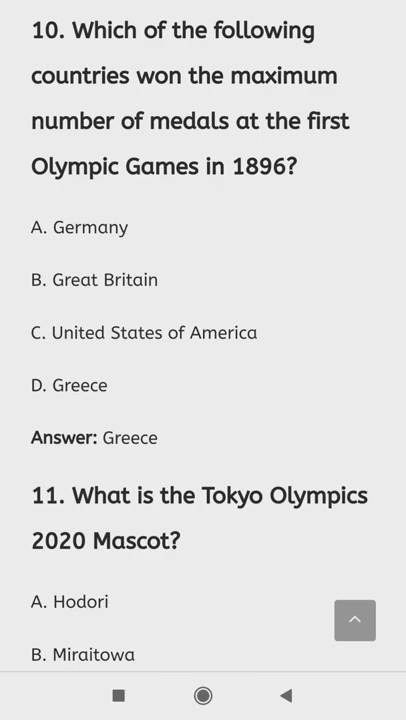 10. Which of the following
countries won the maximum
number of medals at the first
Olympic Games in 1896?
A. Germany
B. Great Britain
C. United States of America
D. Greece
Answer: Greece
11. What is the Tokyo Olympics
2020 Mascot?
A. Hodori
B. Miraitowa